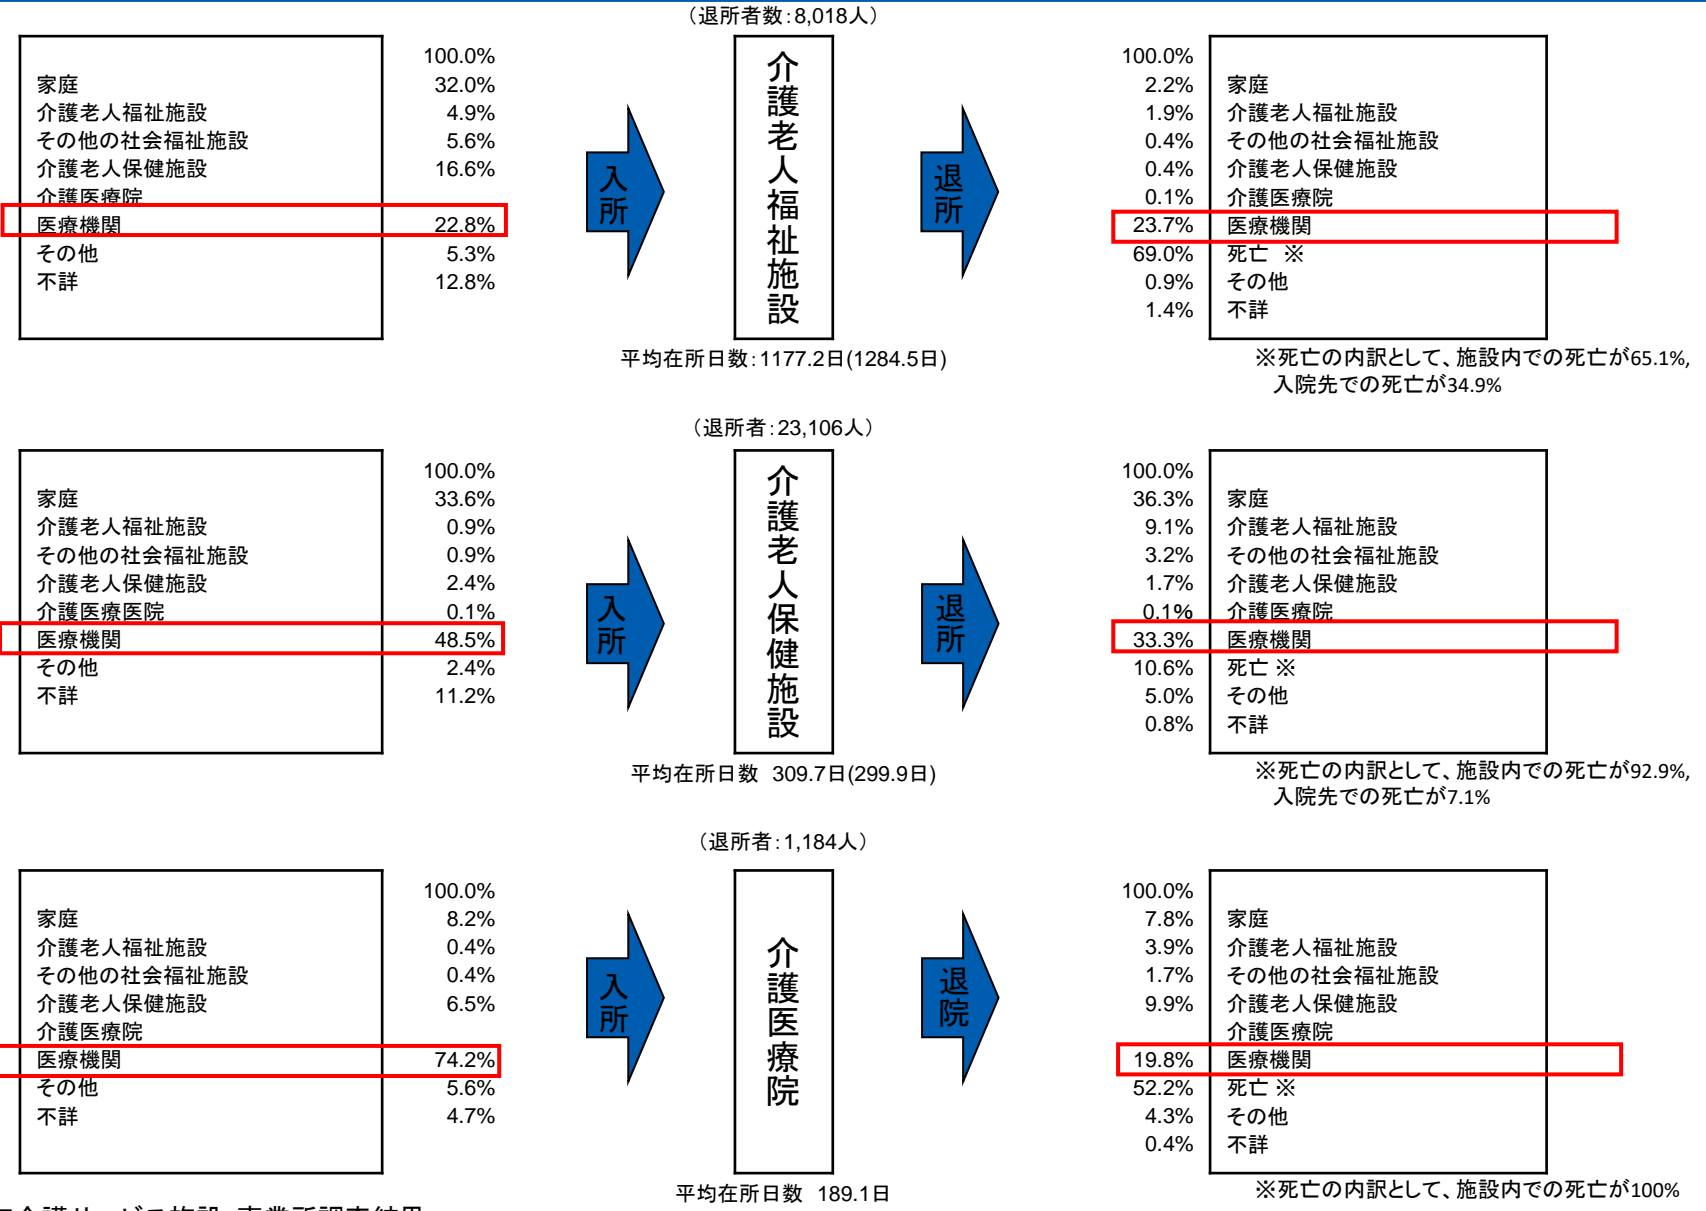 （退所者数：8,018人）
100.0%
家庭 32.0%
介護老人福祉施設 4.9%
その他の社会福祉施設 5.6%
介護老人保健施設 16.6%
介護医療院
医療機関 22.8%
その他 5.3%
不詳 12.8%
入所
介護老人福祉施設
退所
100.0%
2.2% 家庭
1.9% 介護老人福祉施設
0.4% その他の社会福祉施設
0.4% 介護老人保健施設
0.1% 介護医療院
23.7% 医療機関
69.0% 死亡 ※
0.9% その他
1.4% 不詳
平均在所日数：1177.2日(1284.5日)
※死亡の内訳として、施設内での死亡が65.1%,
入院先での死亡が34.9%
（退所者：23,106人）
100.0%
家庭 33.6%
介護老人福祉施設 0.9%
その他の社会福祉施設 0.9%
介護老人保健施設 2.4%
介護医療医院 0.1%
医療機関 48.5%
その他 2.4%
不詳 11.2%
入所
介護老人保健施設
退所
100.0%
36.3% 家庭
9.1% 介護老人福祉施設
3.2% その他の社会福祉施設
1.7% 介護老人保健施設
0.1% 介護医療院
33.3% 医療機関
10.6% 死亡 ※
5.0% その他
0.8% 不詳
平均在所日数 309.7日(299.9日)
※死亡の内訳として、施設内での死亡が92.9%,
入院先での死亡が7.1%
（退所者：1,184人）
100.0%
家庭 8.2%
介護老人福祉施設 0.4%
その他の社会福祉施設 0.4%
介護老人保健施設 6.5%
介護医療院
医療機関 74.2%
その他 5.6%
不詳 4.7%
入所
介護医療院
退院
100.0%
7.8% 家庭
3.9% 介護老人福祉施設
1.7% その他の社会福祉施設
9.9% 介護老人保健施設
介護医療院
19.8% 医療機関
52.2% 死亡 ※
4.3% その他
0.4% 不詳
平均在所日数 189.1日
※死亡の内訳として、施設内での死亡が100%
介護サービス施設・事業所調査結果